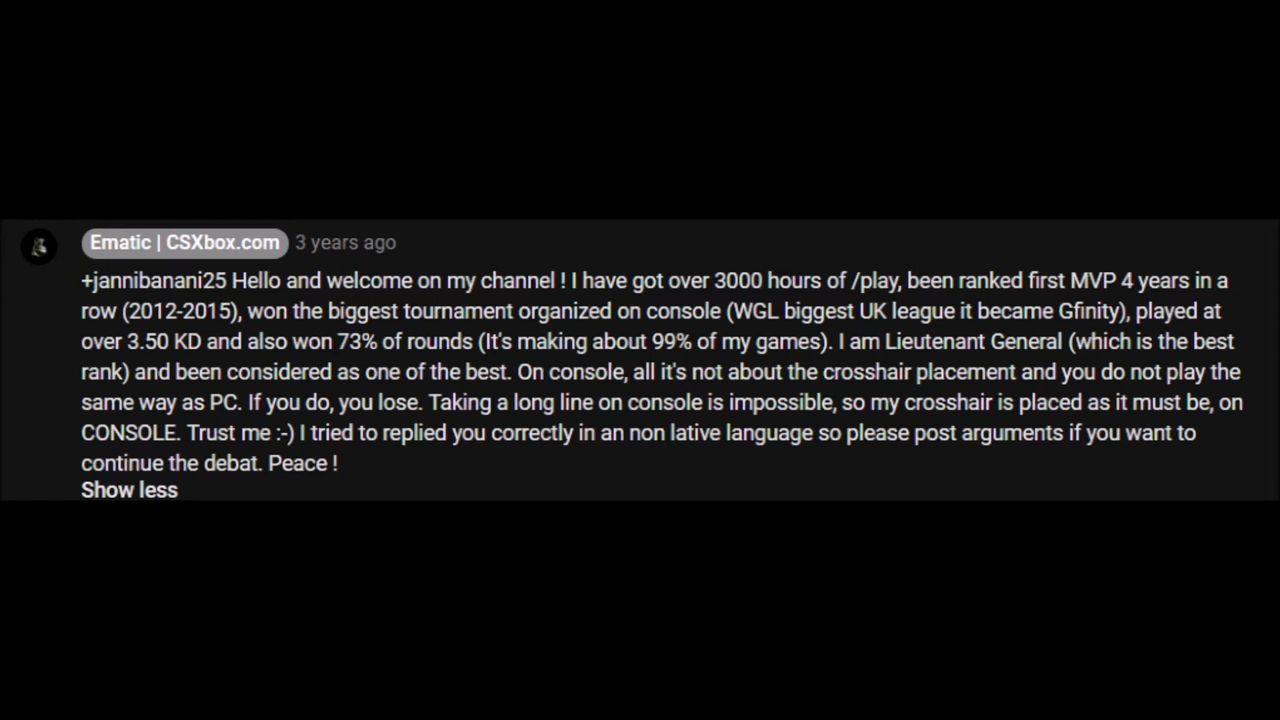 Ematic | CSXbox.com 3 years ago
+jannibanani25 Hello and welcome on my channel ! I have got over 3000 hours of /play, been ranked first MVP 4 years in a
row (2012-2015), won the biggest tournament organized on console (WGL biggest UK league it became Gfinity), played at
over 3.50 KD and also won 73% of rounds (It's making about 99% of my games). I am Lieutenant General (which is the best
rank) and been considered as one of the best. On console, all it's not about the crosshair placement and you do not play the
same way as PC. If you do, you lose. Taking a long line on console is impossible, so my crosshair is placed as it must be, on
CONSOLE. Trust me :-) I tried to replied you correctly in an non lative language so please post arguments if you want to
continue the debat. Peace !
Show less